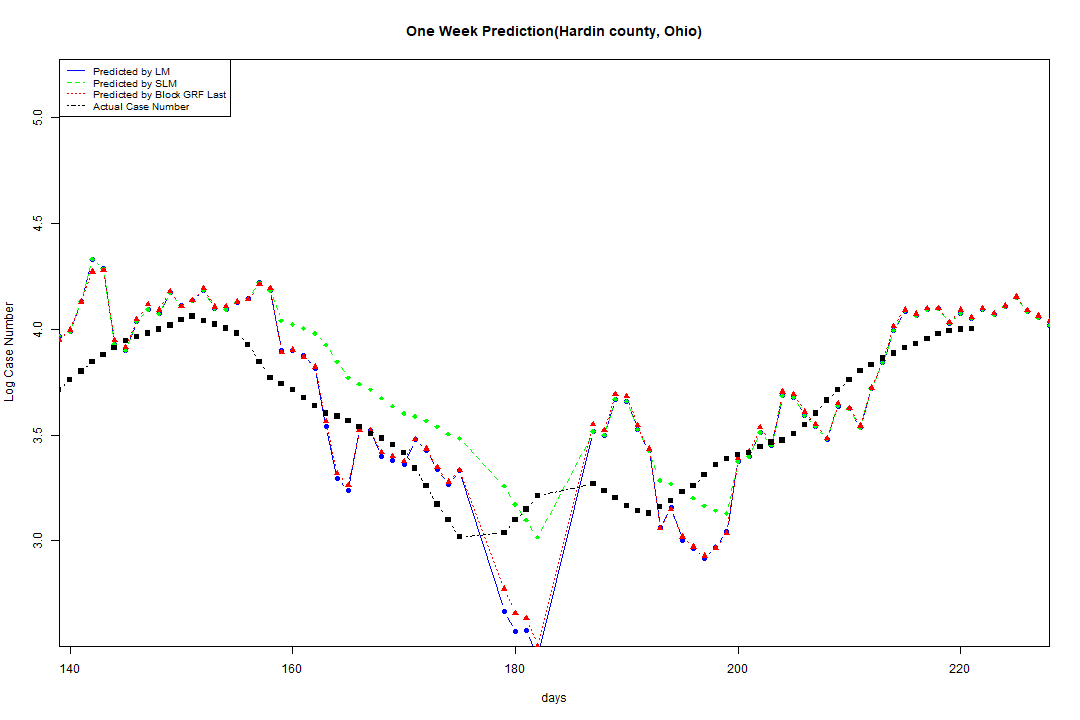 One Week Prediction(Hardin county, Ohio)
Predicted by LM
Predicted by SLM
Predicted by Block GRF Last
Actual Case Number
Log Case Number
5.0
4.5
4.0
3.5
3.0
140 160 180 200 220
days